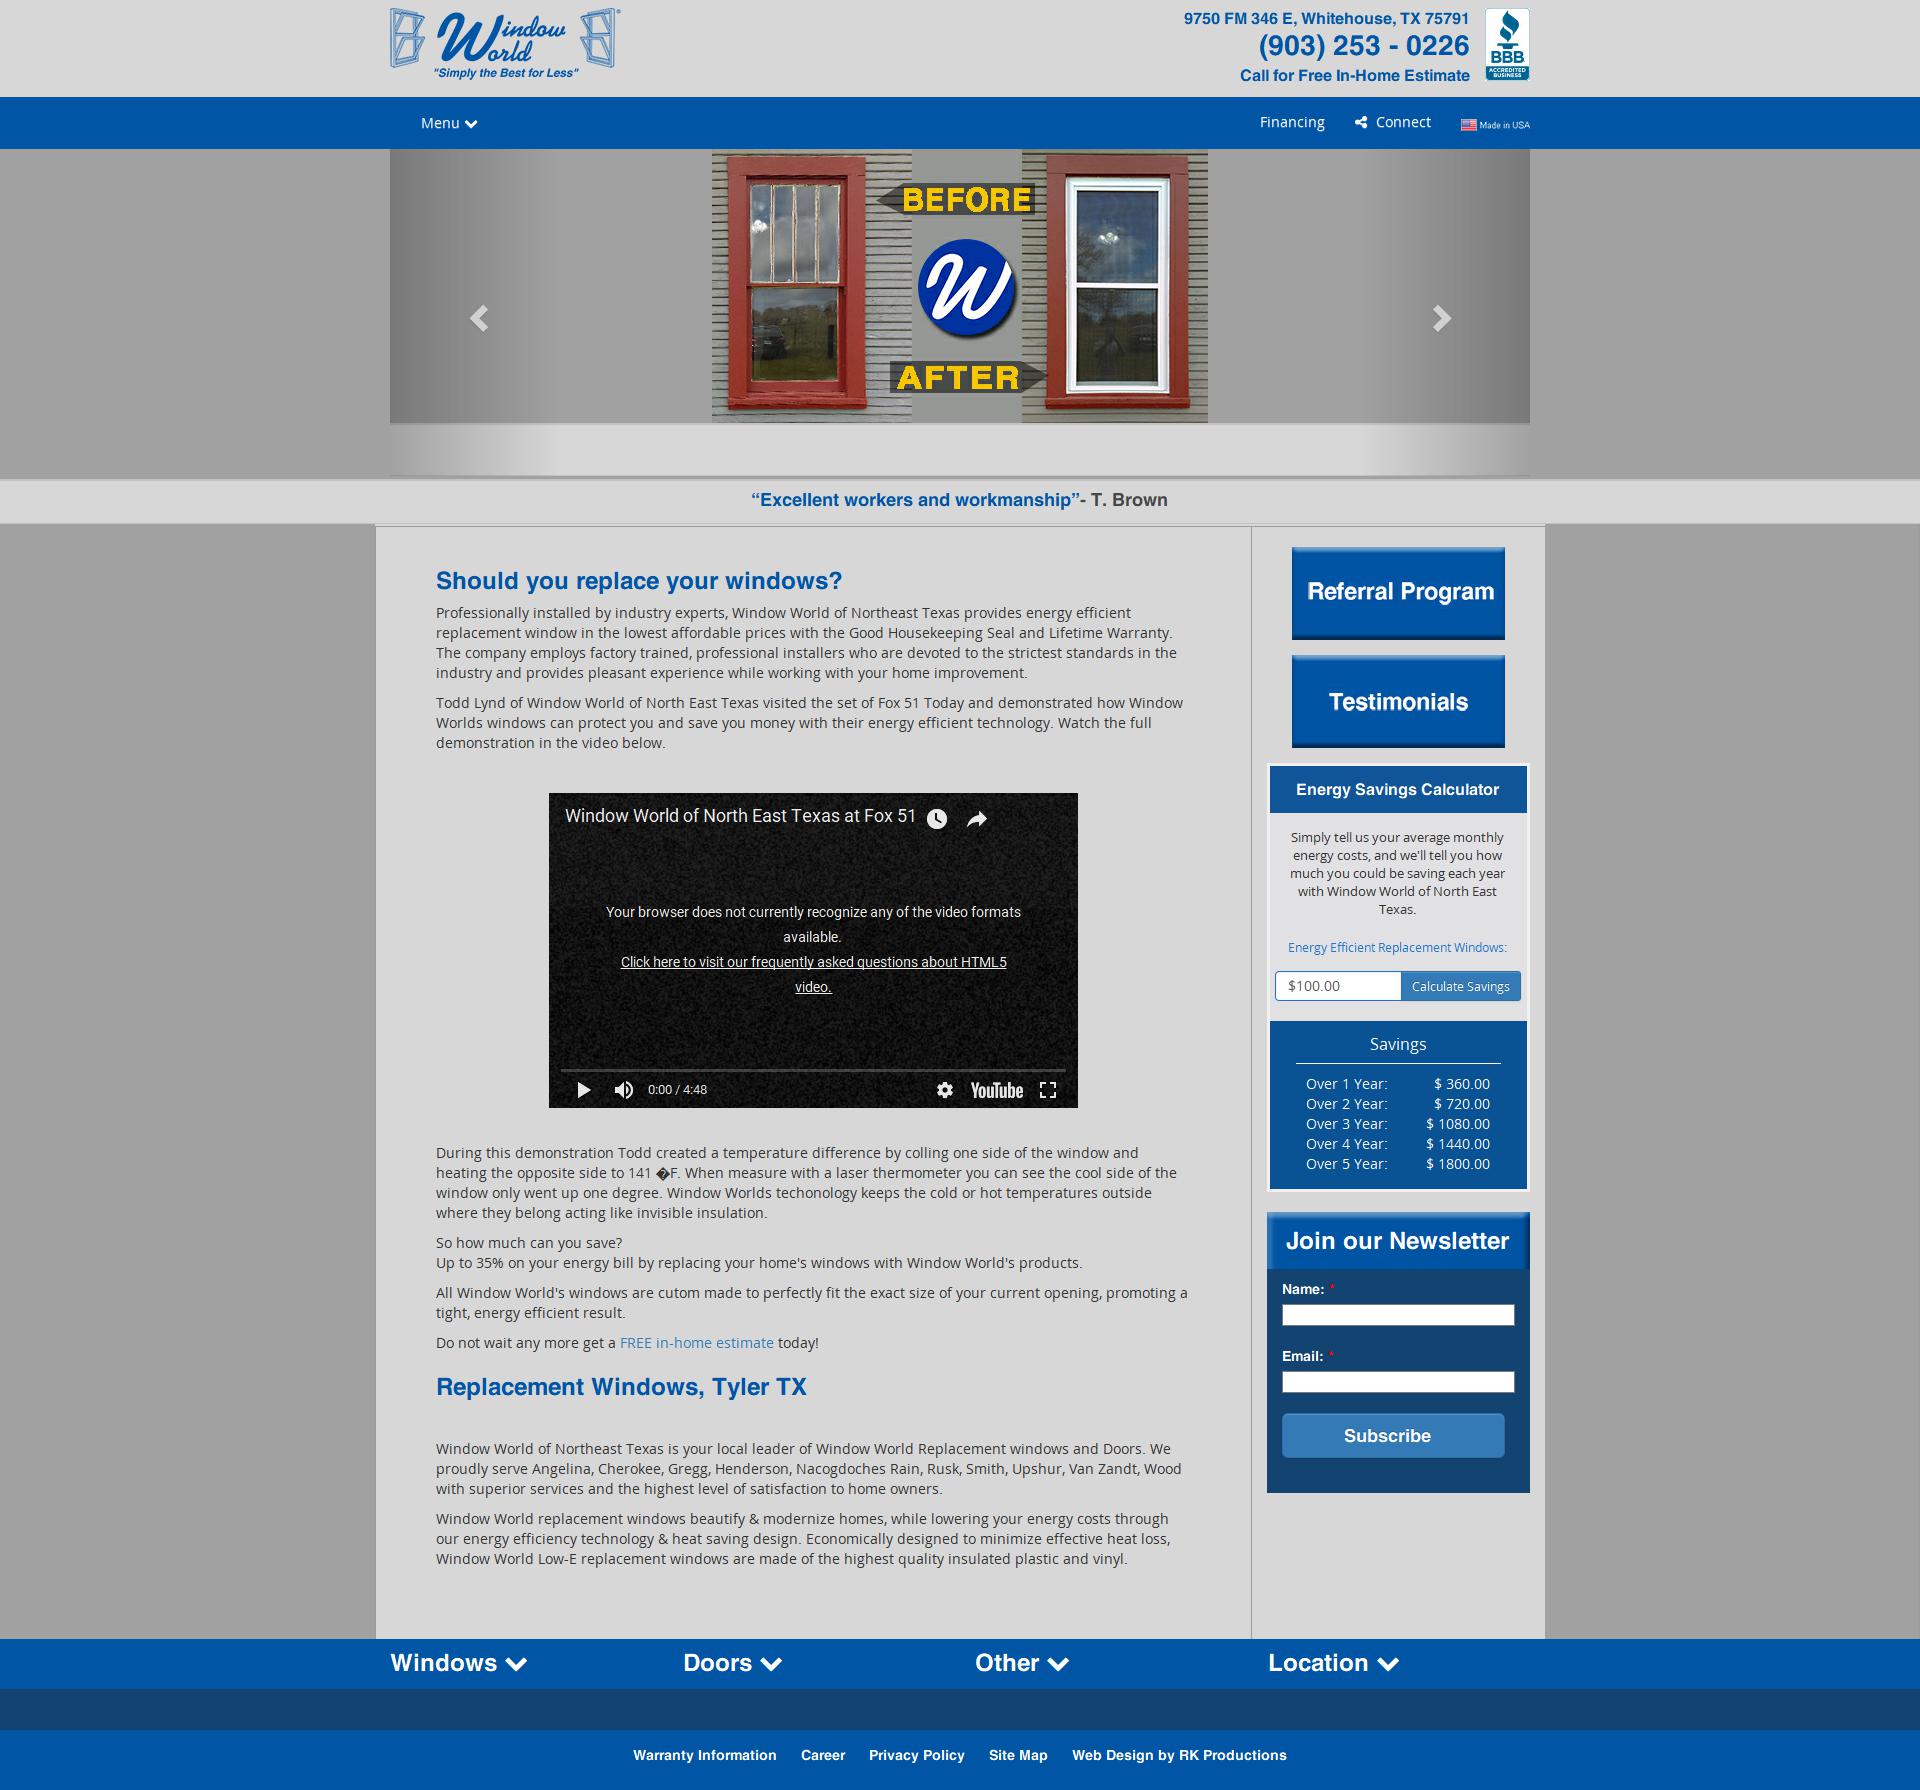 Window World®
"Simply the Best for Less"
9750 FM 346 E, Whitehouse, TX 75791
(903) 253 - 0226
Call for Free In-Home Estimate
BBB
ACCREDITED
BUSINESS
Menu
Financing
Connect
Made in USA
BEFORE
W
AFTER
“Excellent workers and workmanship”- T. Brown
Should you replace your windows?
Professionally installed by industry experts, Window World of Northeast Texas provides energy efficient
replacement window in the lowest affordable prices with the Good Housekeeping Seal and Lifetime Warranty.
The company employs factory trained, professional installers who are devoted to the strictest standards in the
industry and provides pleasant experience while working with your home improvement.
Todd Lynd of Window World of North East Texas visited the set of Fox 51 Today and demonstrated how Window
Worlds windows can protect you and save you money with their energy efficient technology. Watch the full
demonstration in the video below.
Window World of North East Texas at Fox 51
Your browser does not currently recognize any of the video formats
available.
Click here to visit our frequently asked questions about HTML5
video.
0:00 / 4:48
YouTube
During this demonstration Todd created a temperature difference by colling one side of the window and
heating the opposite side to 141 �F. When measure with a laser thermometer you can see the cool side of the
window only went up one degree. Window Worlds techonology keeps the cold or hot temperatures outside
where they belong acting like invisible insulation.
So how much can you save?
Up to 35% on your energy bill by replacing your home's windows with Window World's products.
All Window World's windows are cutom made to perfectly fit the exact size of your current opening, promoting a
tight, energy efficient result.
Do not wait any more get a FREE in-home estimate today!
Replacement Windows, Tyler TX
Window World of Northeast Texas is your local leader of Window World Replacement windows and Doors. We
proudly serve Angelina, Cherokee, Gregg, Henderson, Nacogdoches Rain, Rusk, Smith, Upshur, Van Zandt, Wood
with superior services and the highest level of satisfaction to home owners.
Window World replacement windows beautify & modernize homes, while lowering your energy costs through
our energy efficiency technology & heat saving design. Economically designed to minimize effective heat loss,
Window World Low-E replacement windows are made of the highest quality insulated plastic and vinyl.
Referral Program
Testimonials
Energy Savings Calculator
Simply tell us your average monthly
energy costs, and we'll tell you how
much you could be saving each year
with Window World of North East
Texas.
Energy Efficient Replacement Windows:
$100.00
Calculate Savings
Savings
Over 1 Year: $ 360.00
Over 2 Year: $ 720.00
Over 3 Year: $ 1080.00
Over 4 Year: $ 1440.00
Over 5 Year: $ 1800.00
Join our Newsletter
Name: *
Email: *
Subscribe
Windows
Doors
Other
Location
Warranty Information
Career
Privacy Policy
Site Map
Web Design by RK Productions